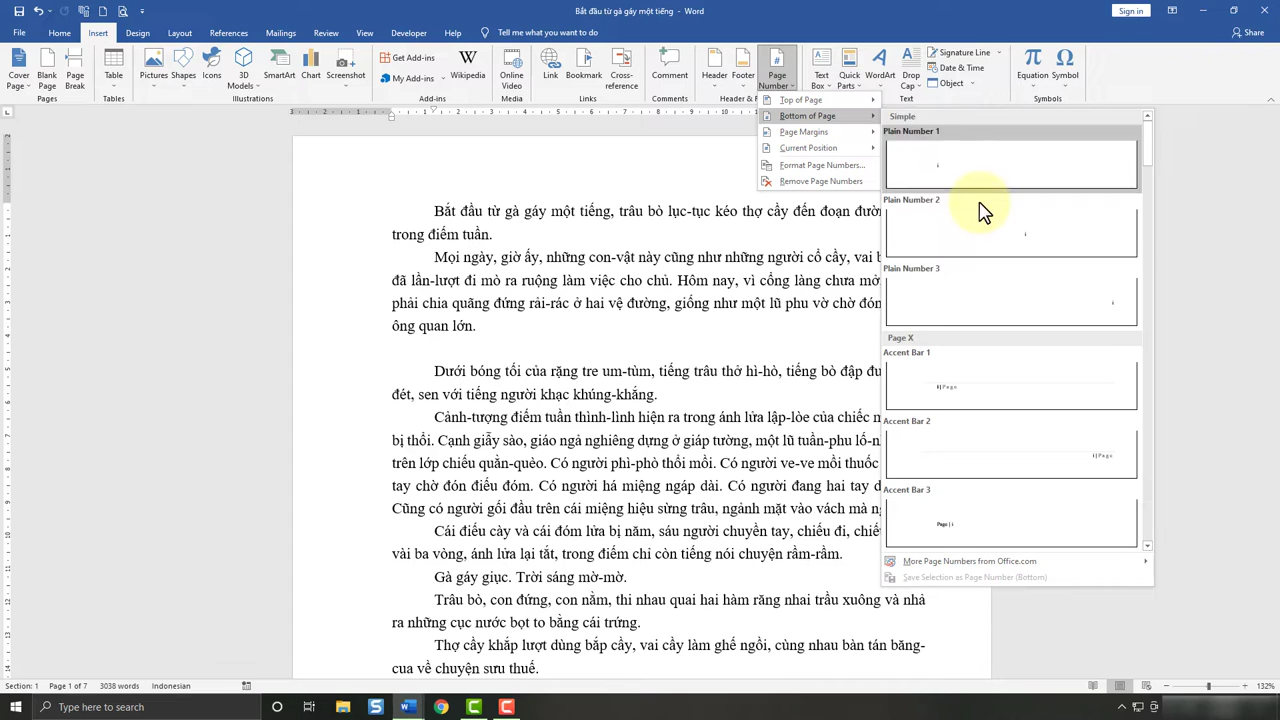 Bắt đầu từ gà gáy một tiếng - Word
Sign in
File Home Insert Design Layout References Mailings Review View Developer Help Tell me what you want to do Share
Cover Page Blank Page Page Break Table Pictures Shapes Icons 3D Models SmartArt Chart Screenshot
Get Add-ins
My Add-ins
Wikipedia Online Video Link Bookmark Cross-reference Comment Header Footer Page Number Text Box Quick Parts WordArt Drop Cap
Signature Line
Date & Time
Object
Equation Symbol
Pages Tables Illustrations Add-ins Media Links Comments Header & F Text Symbols
Top of Page
Bottom of Page
Page Margins
Current Position
Format Page Numbers...
Remove Page Numbers
Simple
Plain Number 1
Plain Number 2
Plain Number 3
Page X
Accent Bar 1
i | P a g e
Accent Bar 2
i | P a g e
Accent Bar 3
Page | i
More Page Numbers from Office.com
Save Selection as Page Number (Bottom)
Bắt đầu từ gà gáy một tiếng, trâu bò lục-tục kéo thợ cầy đến đoạn đườn
trong điếm tuần.
Mọi ngày, giờ ấy, những con-vật này cũng như những người cổ cầy, vai b
đã lần-lượt đi mò ra ruộng làm việc cho chủ. Hôm nay, vì cổng làng chưa mở
phải chia quãng đứng rải-rác ở hai vệ đường, giống như một lũ phu vờ chờ đón
ông quan lớn.
Dưới bóng tối của rặng tre um-tùm, tiếng trâu thở hì-hò, tiếng bò đập đu
đét, sen với tiếng người khạc khúng-khắng.
Cảnh-tượng điếm tuần thình-lình hiện ra trong ánh lửa lập-lòe của chiếc m
bị thổi. Cạnh giẫy sào, giáo ngả nghiêng dựng ở giáp tường, một lũ tuần-phu lố-n
trên lớp chiếu quằn-quèo. Có người phì-phò thổi mồi. Có người ve-ve mồi thuốc
tay chờ đón điếu đóm. Có người há miệng ngáp dài. Có người đang hai tay d
Cũng có người gối đầu trên cái miệng hiệu sừng trâu, ngảnh mặt vào vách mà n
Cái điếu cày và cái đóm lửa bị năm, sáu người chuyền tay, chiếu đi, chiếu
vài ba vòng, ánh lửa lại tắt, trong điếm chỉ còn tiếng nói chuyện rầm-rầm.
Gà gáy giục. Trời sáng mờ-mờ.
Trâu bò, con đứng, con nằm, thi nhau quai hai hàm răng nhai trầu xuông và nhả
ra những cục nước bọt to bằng cái trứng.
Thợ cầy khắp lượt dùng bắp cầy, vai cầy làm ghế ngồi, cùng nhau bàn tán băng-
cua về chuyện sưu thuế.
Section: 1 Page 1 of 7 3038 words Indonesian 132%
Type here to search